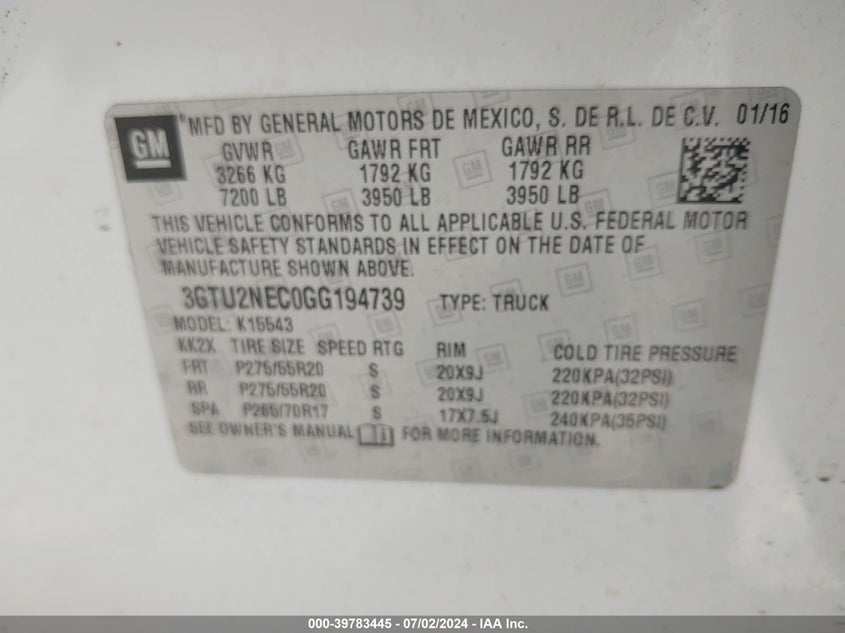 GM
MFD BY GENERAL MOTORS DE MEXICO, S. DE R.L. DE C.V. 01/16
GVWR GAWR FRT GAWR RR
3266 KG 1792 KG 1792 KG
7200 LB 3950 LB 3950 LB
THIS VEHICLE CONFORMS TO ALL APPLICABLE U.S. FEDERAL MOTOR
VEHICLE SAFETY STANDARDS IN EFFECT ON THE DATE OF
MANUFACTURE SHOWN ABOVE.
3GTU2NEC0GG194739 TYPE: TRUCK
MODEL: K15543
KK2X TIRE SIZE SPEED RTG RIM COLD TIRE PRESSURE
FRT P275/55R20 S 20X9J 220KPA(32PSI)
RR P275/55R20 S 20X9J 220KPA(32PSI)
SPA P265/70R17 S 17X7.5J 240KPA(35PSI)
SEE OWNER'S MANUAL FOR MORE INFORMATION.
000-39783445 - 07/02/2024 - IAA Inc.